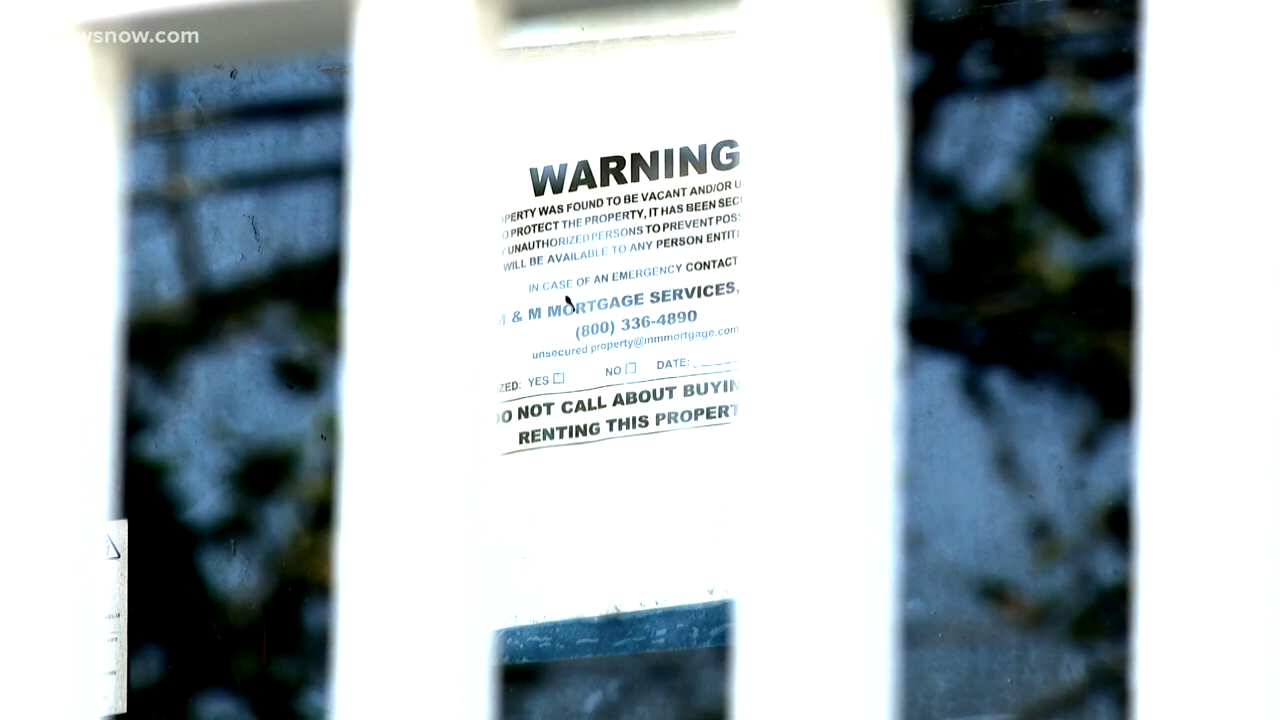 wsnow.com
WARNING
PERTY WAS FOUND TO BE VACANT AND/OR U
O PROTECT THE PROPERTY, IT HAS BEEN SEC
Y UNAUTHORIZED PERSONS TO PREVENT POS
WILL BE AVAILABLE TO ANY PERSON ENTIT
IN CASE OF AN EMERGENCY CONTACT
& M MORTGAGE SERVICES,
(800) 336-4890
unsecured.property@mmmortgage.com
ZED: YES NO DATE:
DO NOT CALL ABOUT BUYIN
RENTING THIS PROPERT